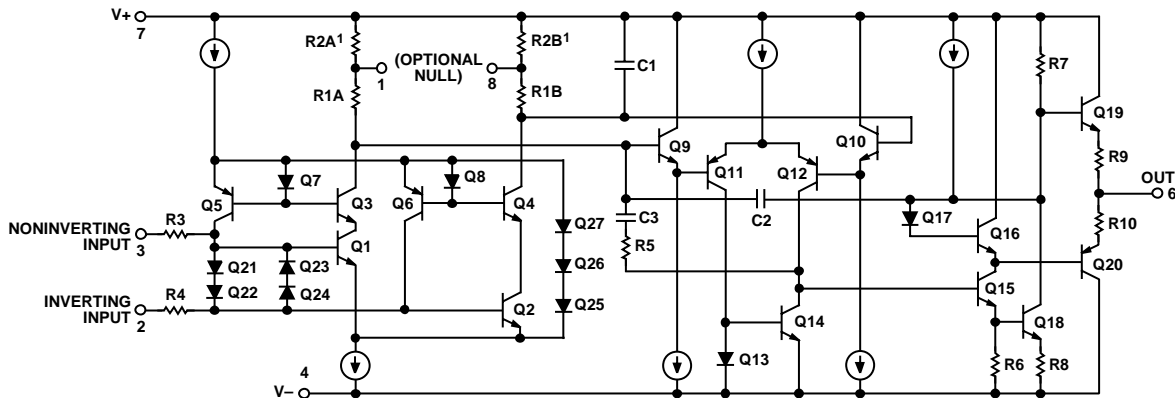 V+
7
R2A1
(OPTIONAL
NULL)
1
8
R2B1
R1A
R1B
C1
R7
Q19
R9
OUT
6
R10
Q20
Q9
Q11
Q12
Q10
Q7
Q3
Q5
Q6
Q8
Q4
Q27
Q26
Q25
C3
R5
C2
Q17
Q16
Q15
Q18
NONINVERTING
INPUT
3
R3
Q1
Q21
Q22
Q23
Q24
INVERTING
INPUT
2
R4
Q2
Q14
Q13
R6
R8
V–
4